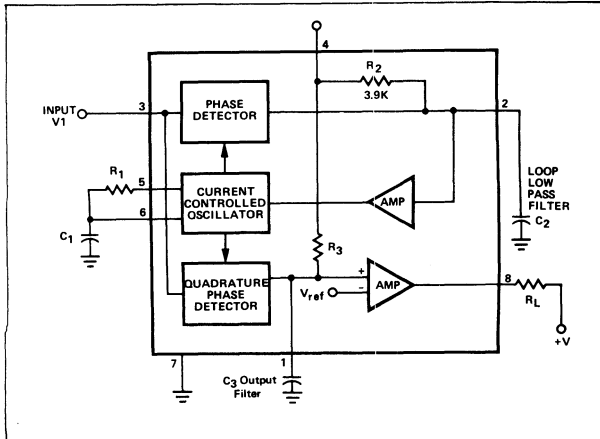 4
R2
3.9K
INPUT
V1
3
PHASE
DETECTOR
2
R1
5
6
CURRENT
CONTROLLED
OSCILLATOR
AMP
LOOP
LOW
PASS
FILTER
C2
C1
R3
QUADRATURE
PHASE
DETECTOR
+
-
Vref
AMP
8
RL
+V
7
1
C3 Output
Filter